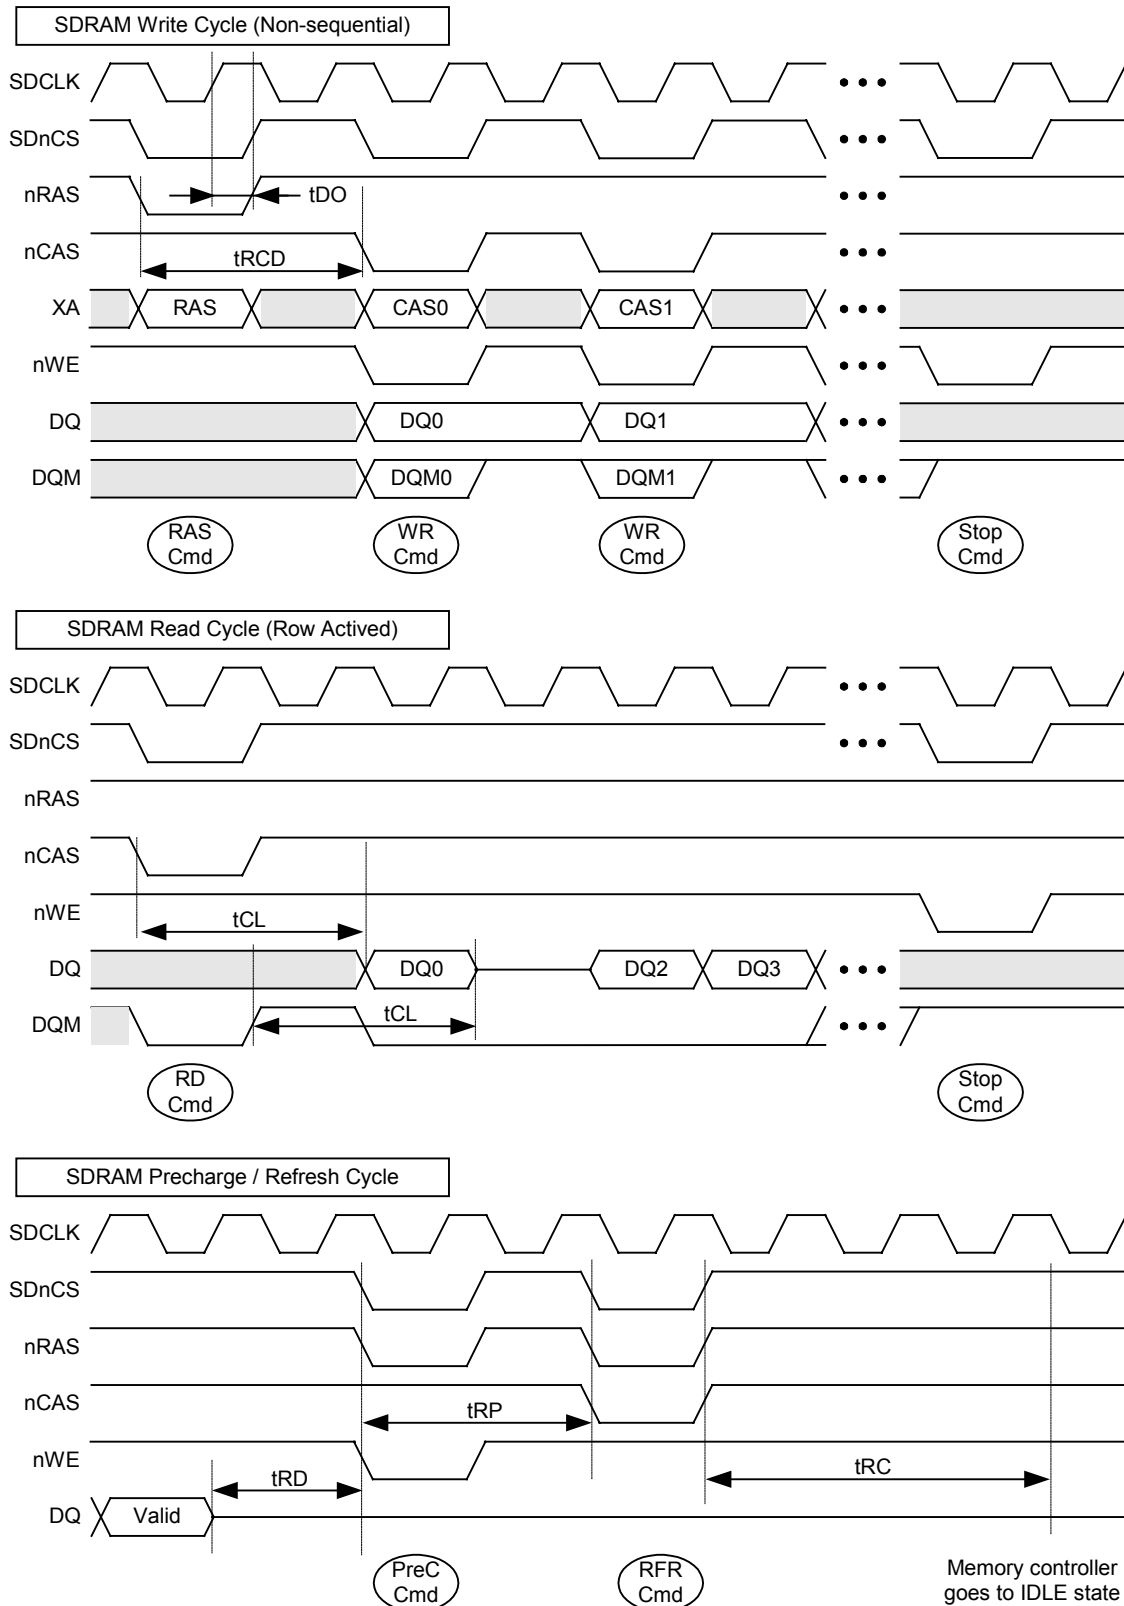 SDRAM Write Cycle (Non-sequential)
SDCLK
SDnCS
nRAS
tDO
nCAS
tRCD
XA RAS CAS0 CAS1
nWE
DQ DQ0 DQ1
DQM DQM0 DQM1
RAS WR WR Stop
Cmd Cmd Cmd Cmd
SDRAM Read Cycle (Row Actived)
SDCLK
SDnCS
nRAS
nCAS
nWE
tCL
DQ DQ0 DQ2 DQ3
DQM tCL
RD Stop
Cmd Cmd
SDRAM Precharge / Refresh Cycle
SDCLK
SDnCS
nRAS
nCAS
tRP
nWE
tRD tRC
DQ Valid
PreC RFR Memory controller
Cmd Cmd goes to IDLE state